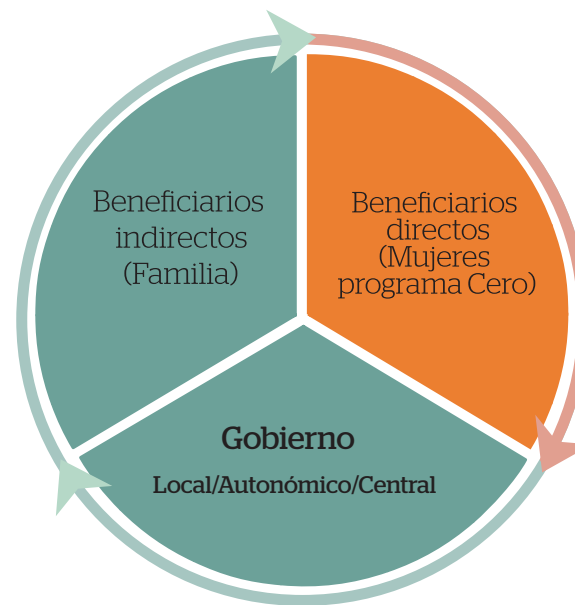 Beneficiarios
indirectos
(Familia)
Beneficiarios
directos
(Mujeres
programa Cero)
Gobierno
Local/Autonómico/Central